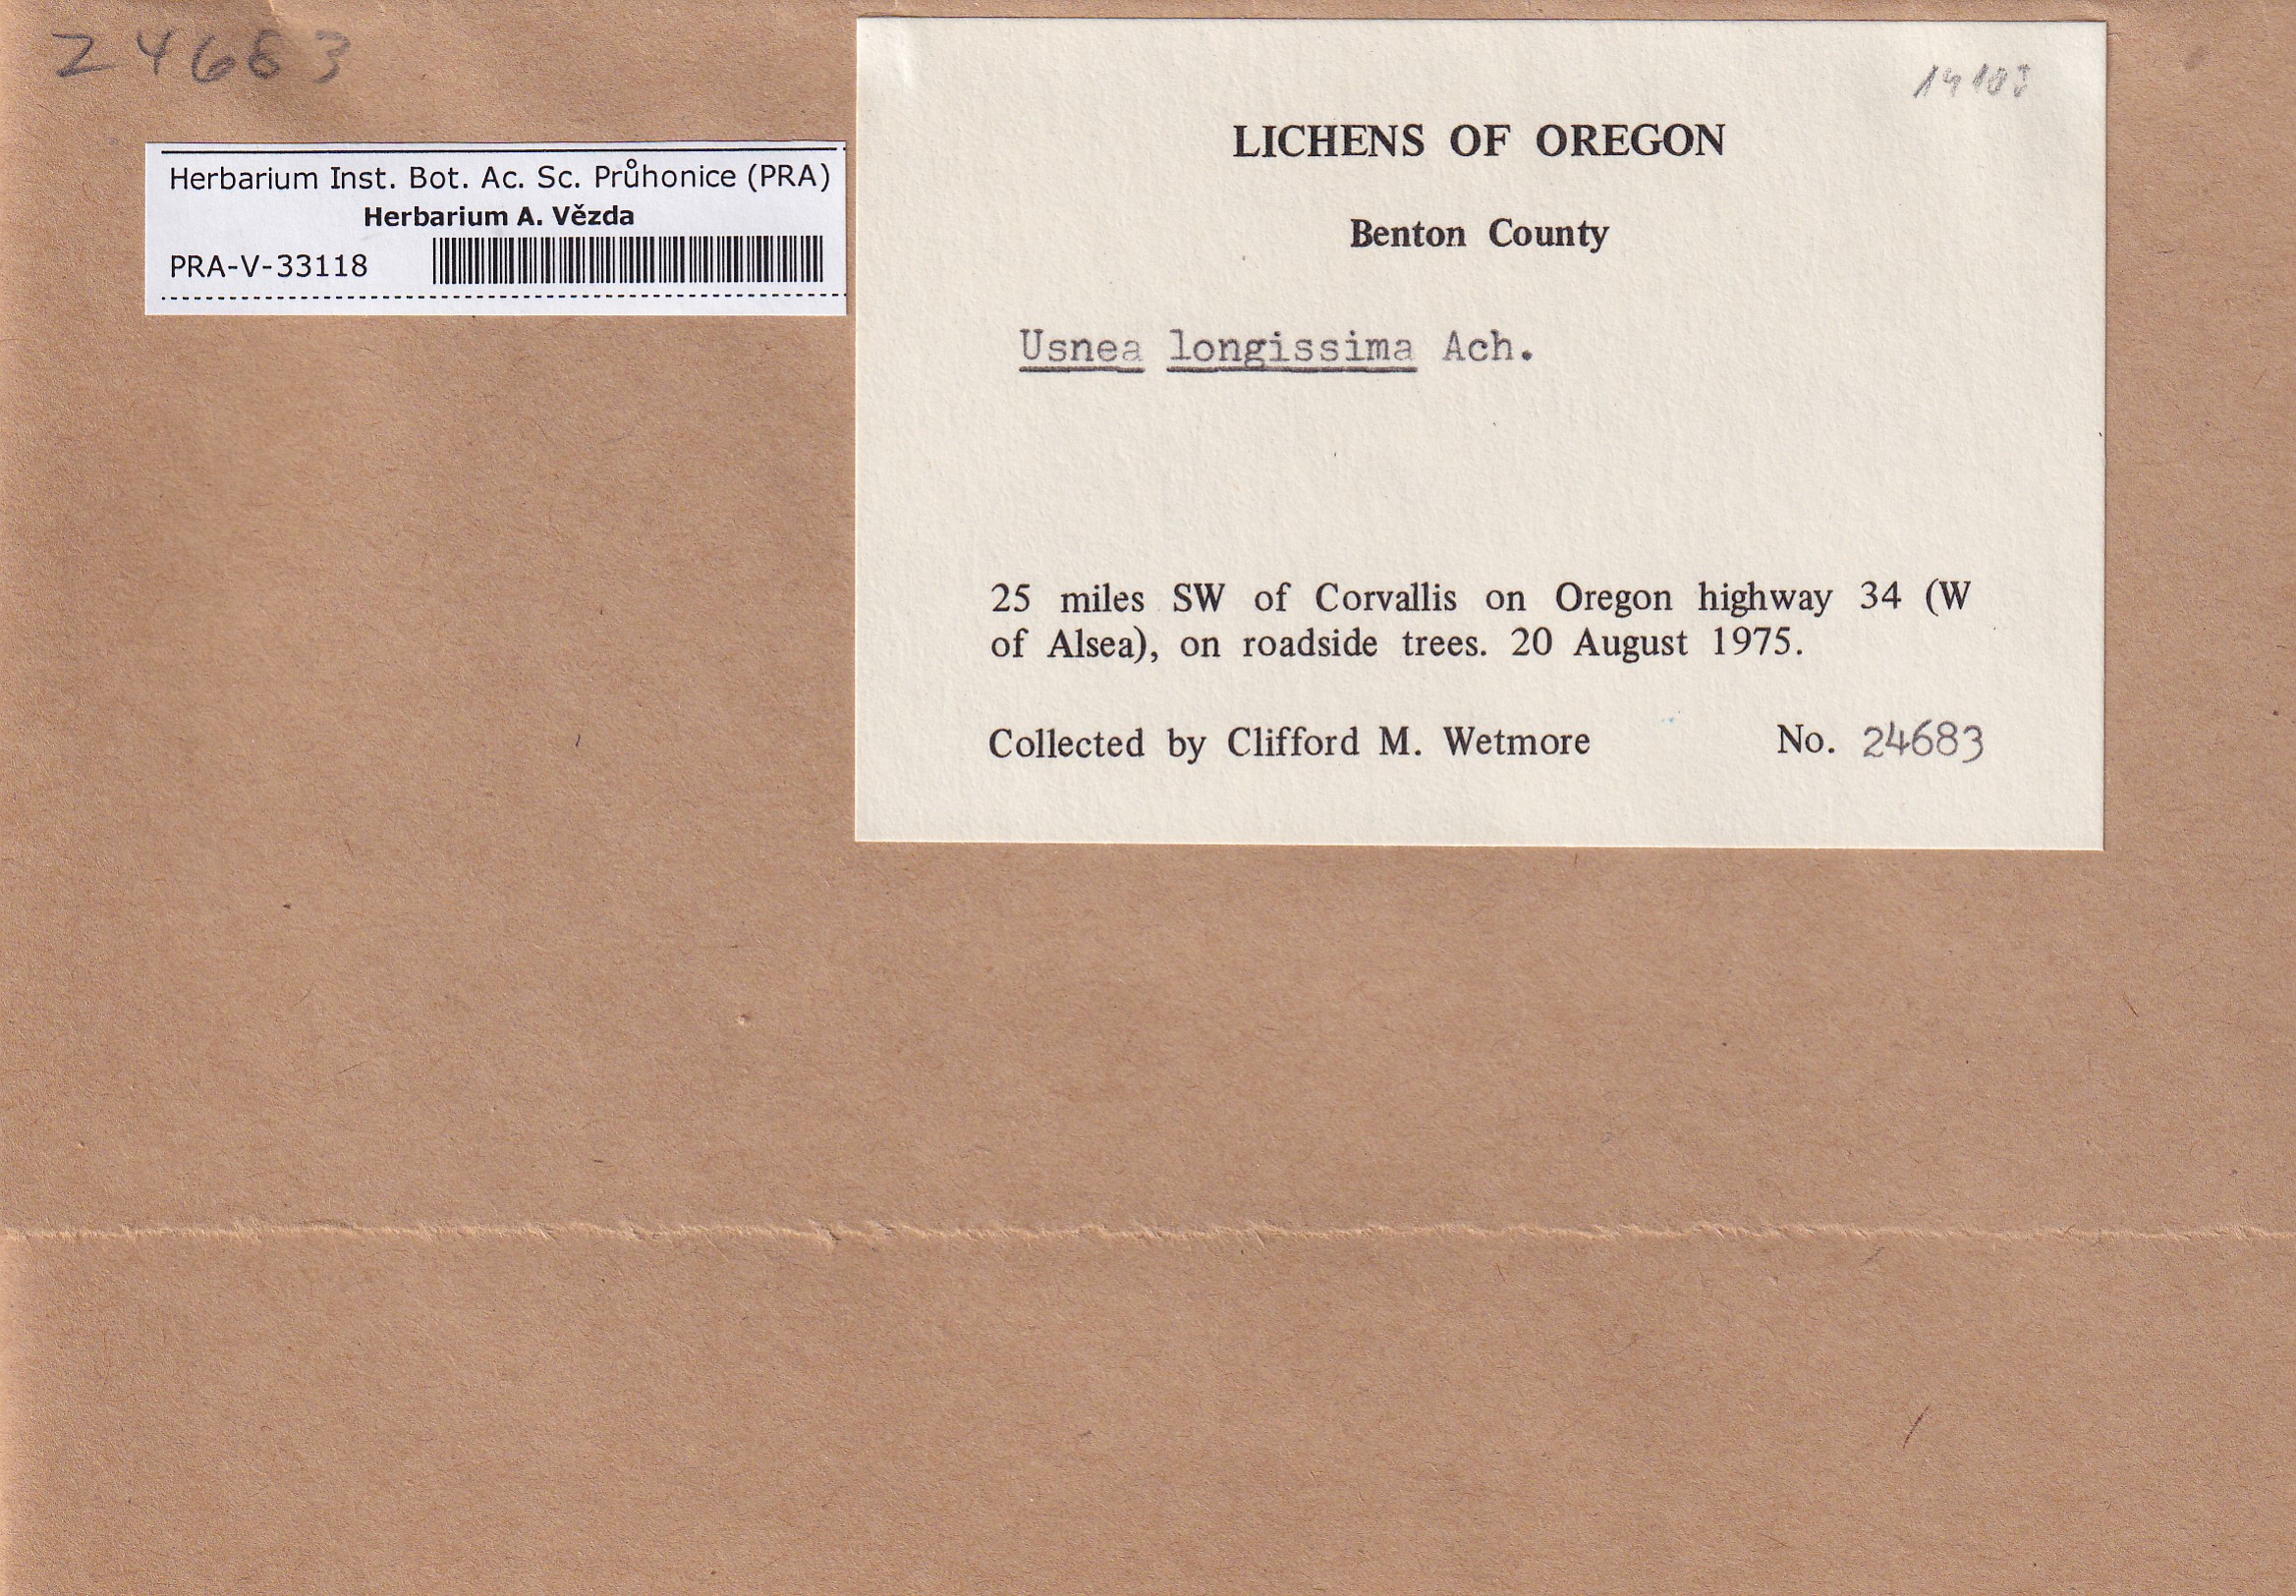 24683
Herbarium Inst. Bot. Ac. Sc. Průhonice (PRA)
Herbarium A. Vězda
PRA-V-33118
LICHENS OF OREGON
Benton County
Usnea longissima Ach.
25 miles SW of Corvallis on Oregon highway 34 (W
of Alsea), on roadside trees. 20 August 1975.
Collected by Clifford M. Wetmore No. 24683